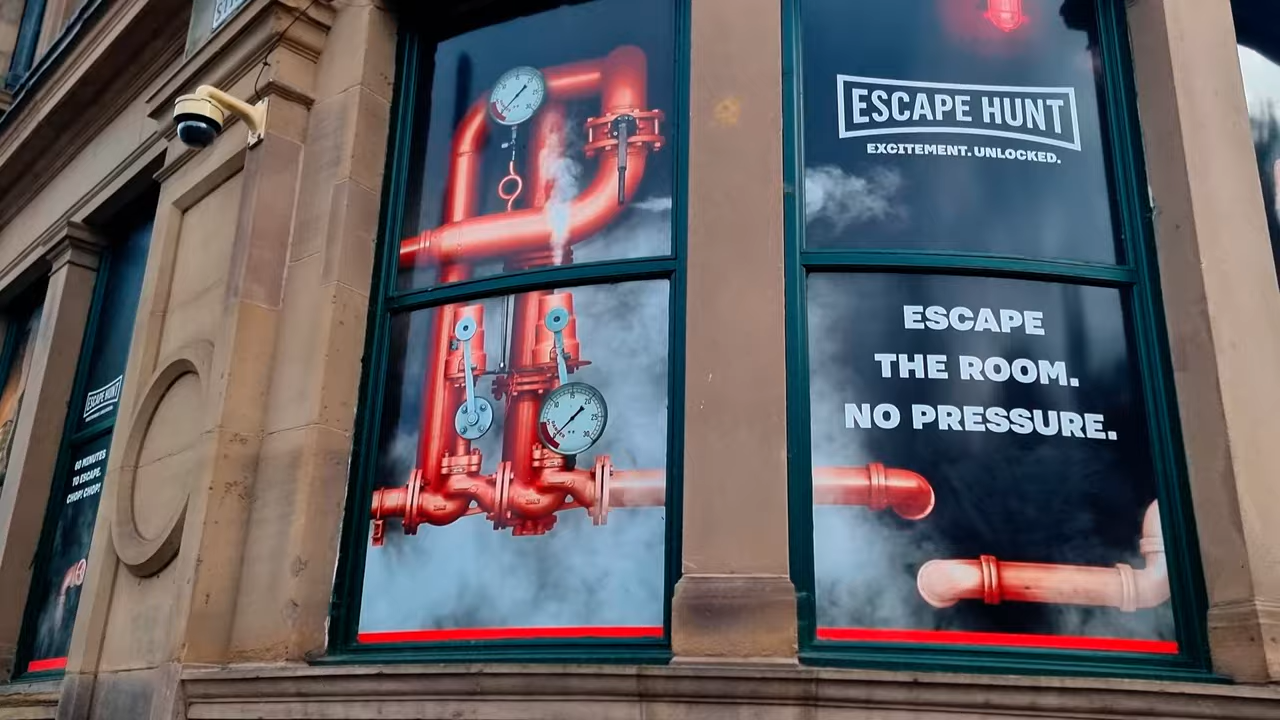 ESCAPE HUNT
EXCITEMENT. UNLOCKED.
ESCAPE
THE ROOM.
NO PRESSURE.
ESCAPE HUNT
60 MINUTES
TO ESCAPE.
CHOP! CHOP!